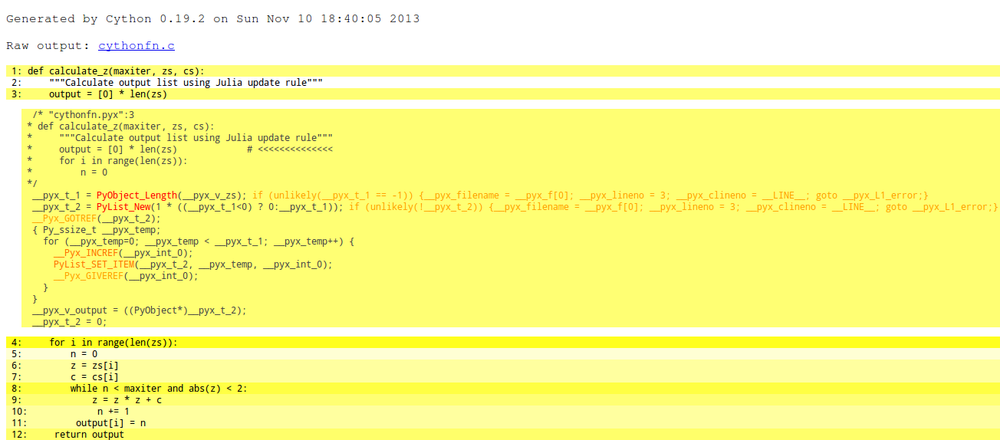 Generated by Cython 0.19.2 on Sun Nov 10 18:40:05 2013
Raw output: cythonfn.c
1: def calculate_z(maxiter, zs, cs):
2:     """Calculate output list using Julia update rule"""
3:     output = [0] * len(zs)
/* "cythonfn.pyx":3
* def calculate_z(maxiter, zs, cs):
*     """Calculate output list using Julia update rule"""
*     output = [0] * len(zs)             # <<<<<<<<<<<<<<
*     for i in range(len(zs)):
*         n = 0
*/
__pyx_t_1 = PyObject_Length(__pyx_v_zs); if (unlikely(__pyx_t_1 == -1)) {__pyx_filename = __pyx_f[0]; __pyx_lineno = 3; __pyx_clineno = __LINE__; goto __pyx_L1_error;}
__pyx_t_2 = PyList_New(1 * ((__pyx_t_1<0) ? 0:__pyx_t_1)); if (unlikely(!__pyx_t_2)) {__pyx_filename = __pyx_f[0]; __pyx_lineno = 3; __pyx_clineno = __LINE__; goto __pyx_L1_error;}
__Pyx_GOTREF(__pyx_t_2);
{ Py_ssize_t __pyx_temp;
  for (__pyx_temp=0; __pyx_temp < __pyx_t_1; __pyx_temp++) {
    __Pyx_INCREF(__pyx_int_0);
    PyList_SET_ITEM(__pyx_t_2, __pyx_temp, __pyx_int_0);
    __Pyx_GIVEREF(__pyx_int_0);
  }
}
__pyx_v_output = ((PyObject*)__pyx_t_2);
__pyx_t_2 = 0;
4:     for i in range(len(zs)):
5:         n = 0
6:         z = zs[i]
7:         c = cs[i]
8:         while n < maxiter and abs(z) < 2:
9:             z = z * z + c
10:             n += 1
11:         output[i] = n
12:     return output